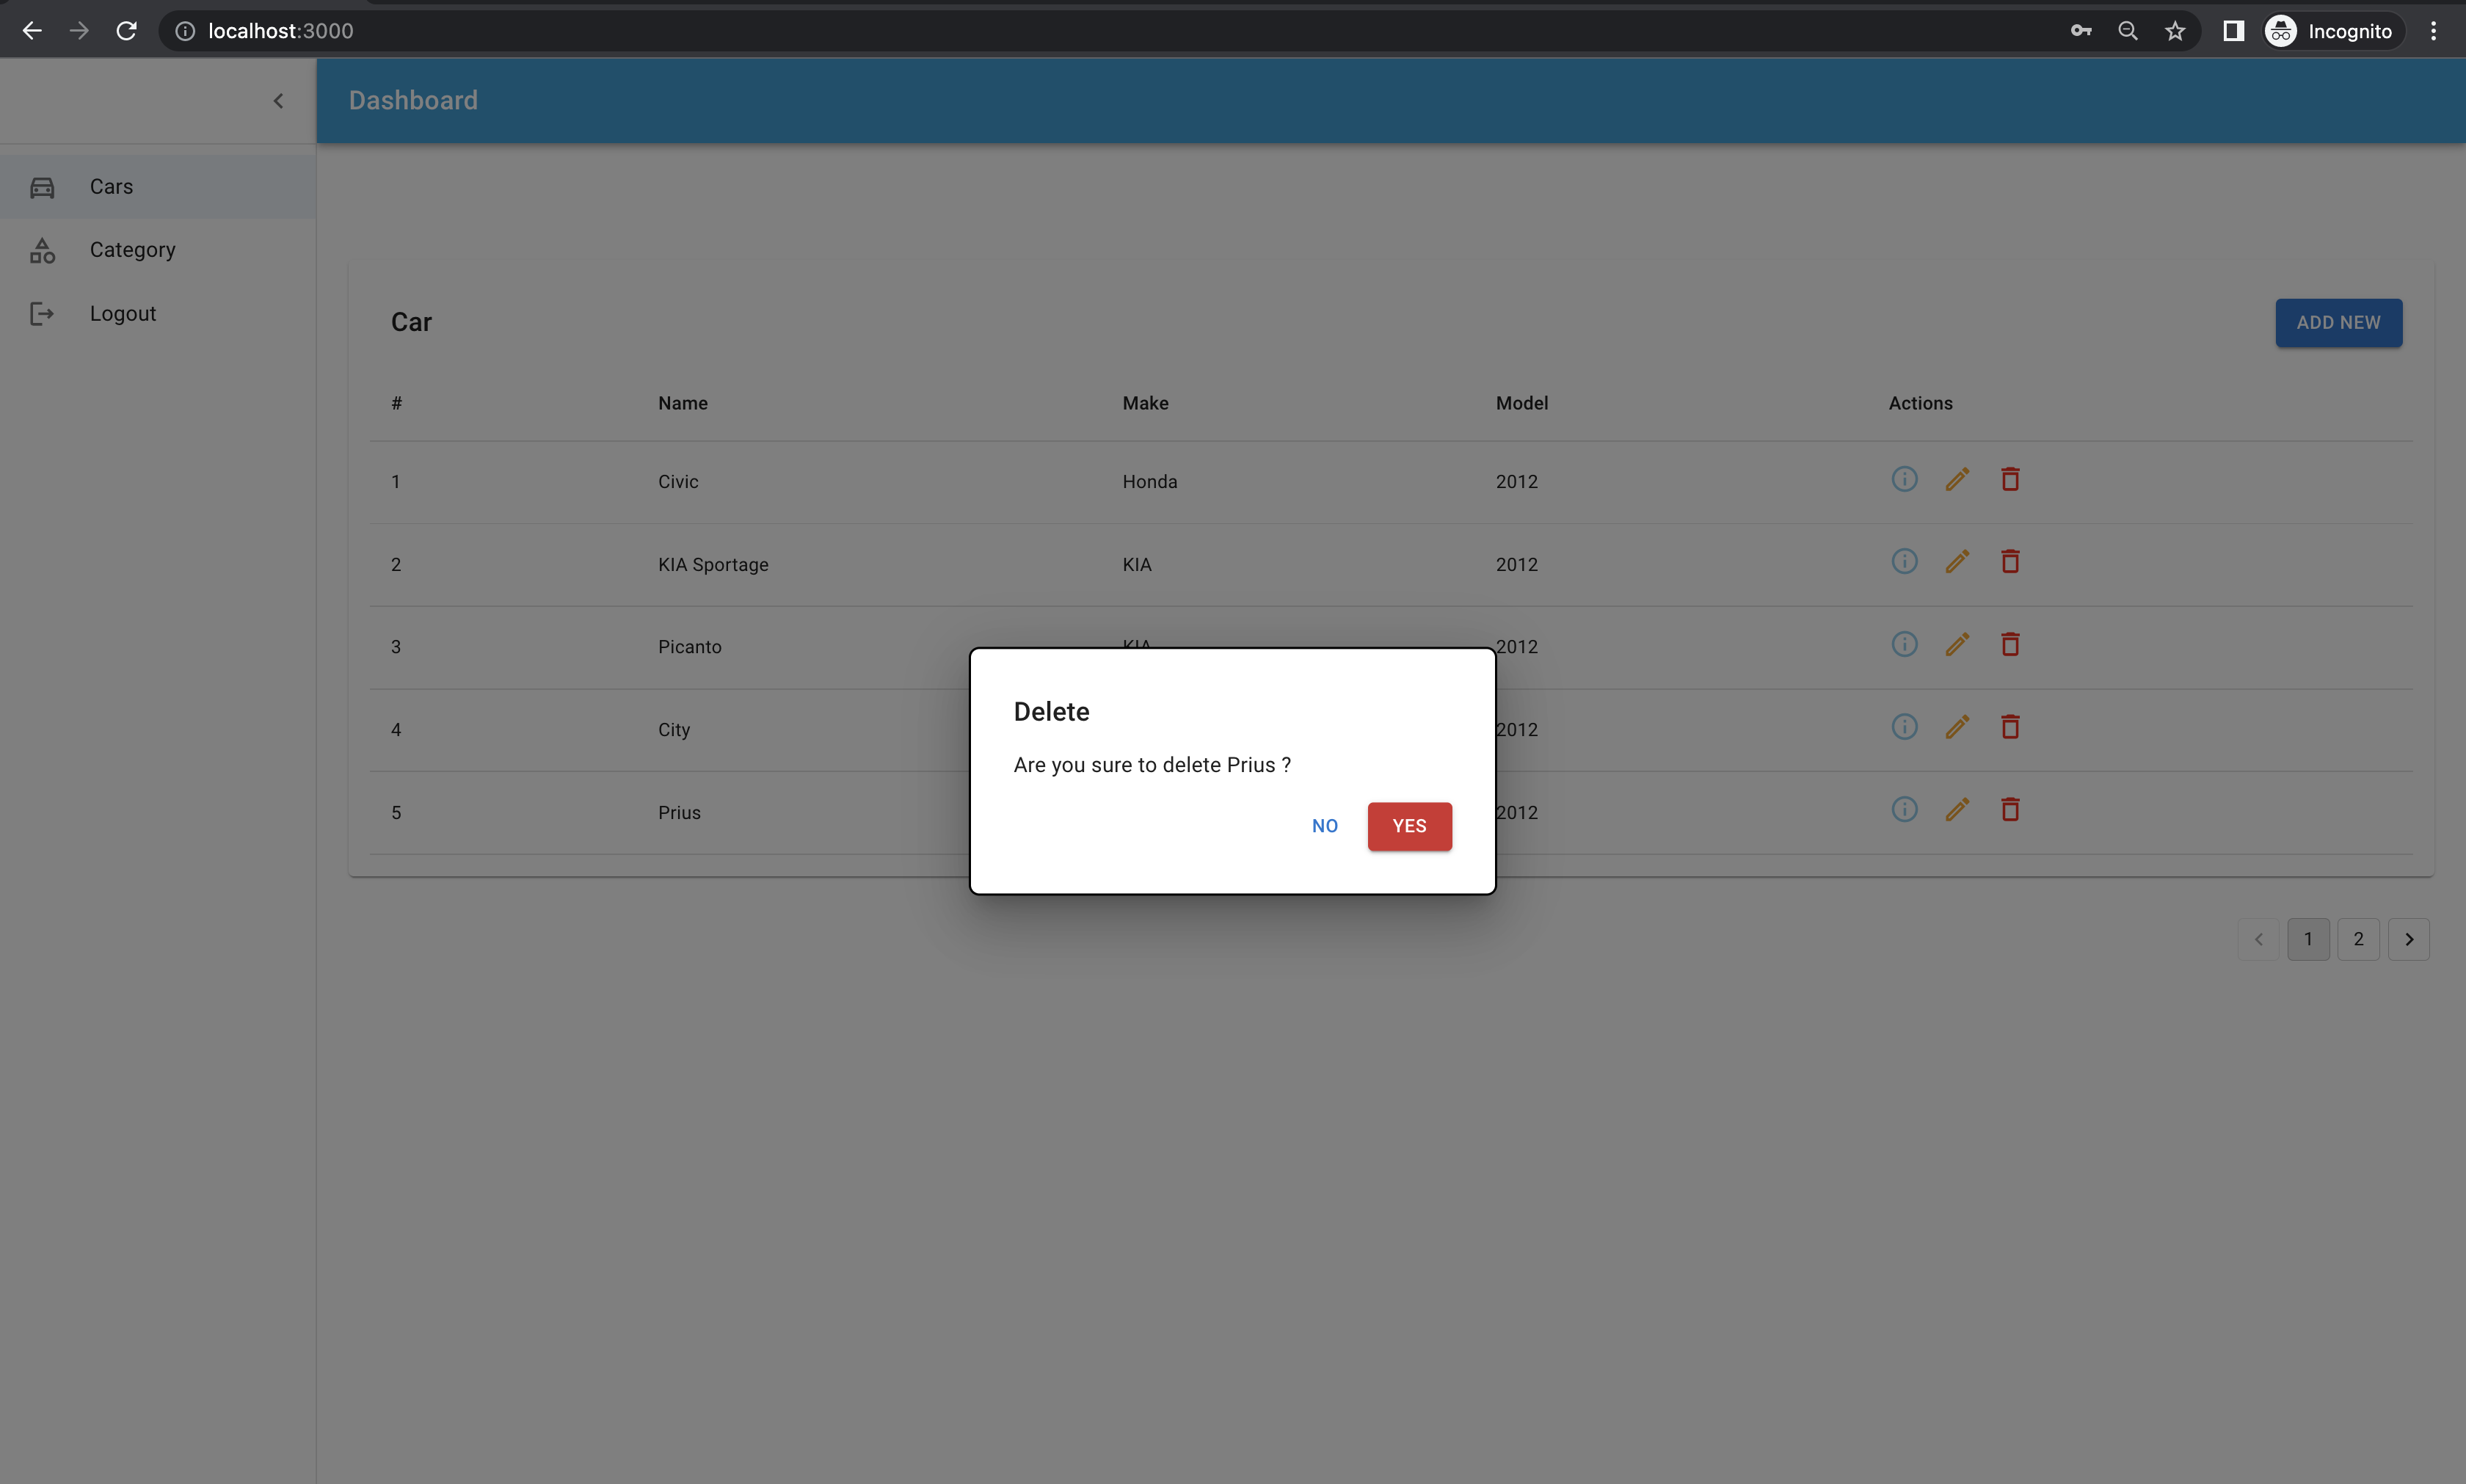 localhost:3000
Incognito
Dashboard
Cars
Category
Logout
Car
ADD NEW
# Name Make Model Actions
1 Civic Honda 2012
2 KIA Sportage KIA 2012
3 Picanto KIA 2012
4 City 2012
5 Prius 2012
Delete
Are you sure to delete Prius ?
NO YES
1 2